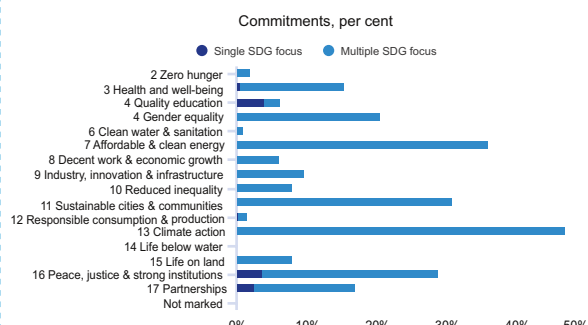 Commitments, per cent
Single SDG focus Multiple SDG focus
2 Zero hunger
3 Health and well-being
4 Quality education
4 Gender equality
6 Clean water & sanitation
7 Affordable & clean energy
8 Decent work & economic growth
9 Industry, innovation & infrastructure
10 Reduced inequality
11 Sustainable cities & communities
12 Responsible consumption & production
13 Climate action
14 Life below water
15 Life on land
16 Peace, justice & strong institutions
17 Partnerships
Not marked
0% 10% 20% 30% 40% 50%